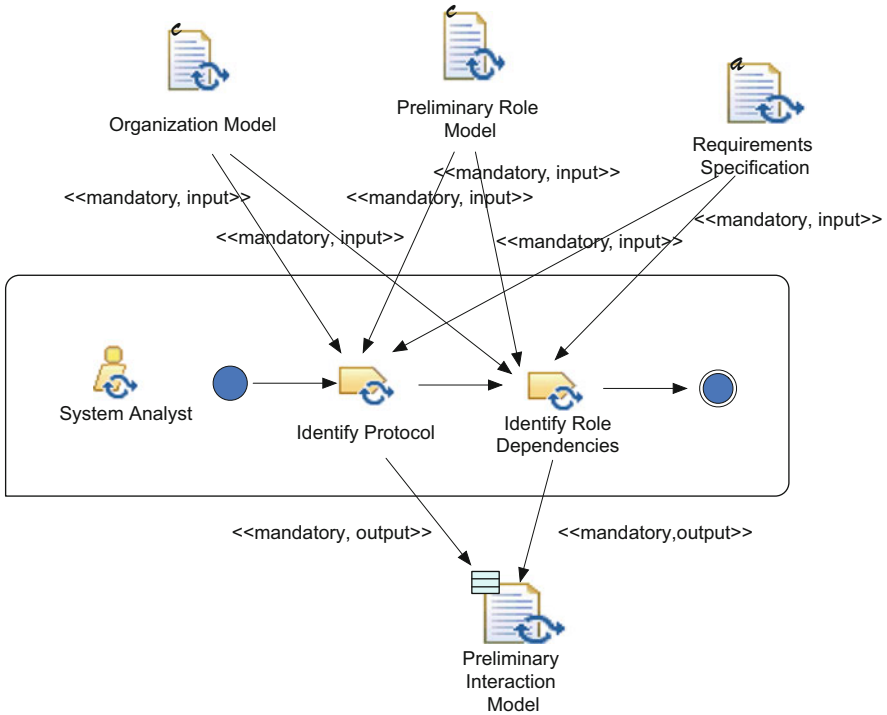 c
c
a
Organization Model
Preliminary Role
Model
Requirements
Specification
<<mandatory, input>>
<<mandatory, input>>
<<mandatory, input>>
<<mandatory, input>>
<<mandatory, input>>
<<mandatory, input>>
System Analyst
Identify Protocol
Identify Role
Dependencies
<<mandatory, output>>
<<mandatory,output>>
Preliminary
Interaction
Model